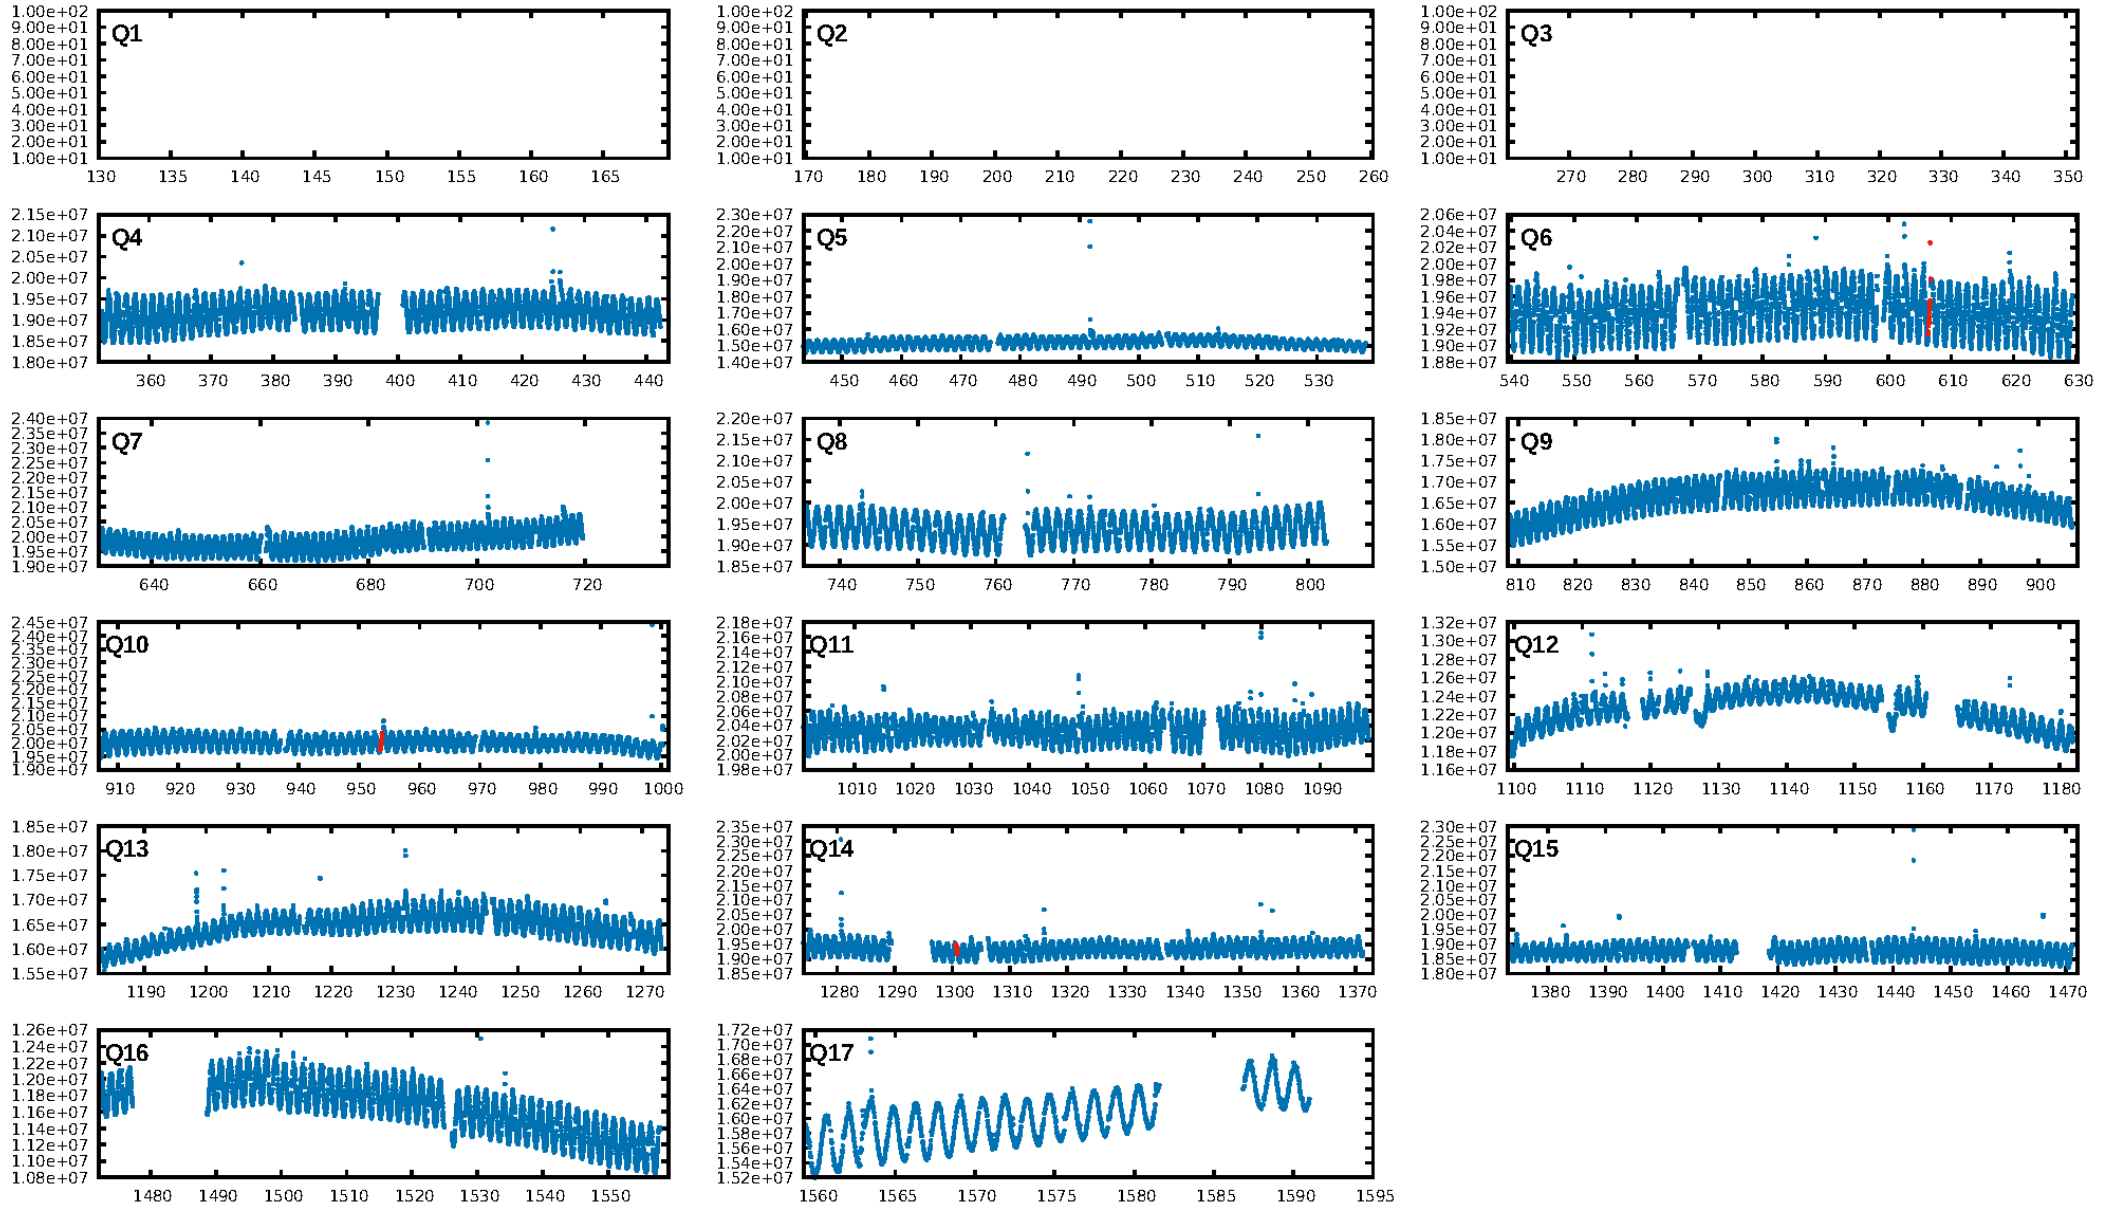 1.00e+02 9.00e+01 8.00e+01 7.00e+01 6.00e+01 5.00e+01 4.00e+01 3.00e+01 2.00e+01 1.00e+01
Q1
130 135 140 145 150 155 160 165
1.00e+02 9.00e+01 8.00e+01 7.00e+01 6.00e+01 5.00e+01 4.00e+01 3.00e+01 2.00e+01 1.00e+01
Q2
170 180 190 200 210 220 230 240 250 260
1.00e+02 9.00e+01 8.00e+01 7.00e+01 6.00e+01 5.00e+01 4.00e+01 3.00e+01 2.00e+01 1.00e+01
Q3
270 280 290 300 310 320 330 340 350
2.15e+07 2.10e+07 2.05e+07 2.00e+07 1.95e+07 1.90e+07 1.85e+07 1.80e+07
Q4
360 370 380 390 400 410 420 430 440
2.30e+07 2.20e+07 2.10e+07 2.00e+07 1.90e+07 1.80e+07 1.70e+07 1.60e+07 1.50e+07 1.40e+07
Q5
450 460 470 480 490 500 510 520 530
2.06e+07 2.04e+07 2.02e+07 2.00e+07 1.98e+07 1.96e+07 1.94e+07 1.92e+07 1.90e+07 1.88e+07
Q6
540 550 560 570 580 590 600 610 620 630
2.40e+07 2.35e+07 2.30e+07 2.25e+07 2.20e+07 2.15e+07 2.10e+07 2.05e+07 2.00e+07 1.95e+07 1.90e+07
Q7
640 660 680 700 720
2.20e+07 2.15e+07 2.10e+07 2.05e+07 2.00e+07 1.95e+07 1.90e+07 1.85e+07
Q8
740 750 760 770 780 790 800
1.85e+07 1.80e+07 1.75e+07 1.70e+07 1.65e+07 1.60e+07 1.55e+07 1.50e+07
Q9
810 820 830 840 850 860 870 880 890 900
2.45e+07 2.40e+07 2.35e+07 2.30e+07 2.25e+07 2.20e+07 2.15e+07 2.10e+07 2.05e+07 2.00e+07 1.95e+07 1.90e+07
Q10
910 920 930 940 950 960 970 980 990 1000
2.18e+07 2.16e+07 2.14e+07 2.12e+07 2.10e+07 2.08e+07 2.06e+07 2.04e+07 2.02e+07 2.00e+07 1.98e+07
Q11
1010 1020 1030 1040 1050 1060 1070 1080 1090
1.32e+07 1.30e+07 1.28e+07 1.26e+07 1.24e+07 1.22e+07 1.20e+07 1.18e+07 1.16e+07
Q12
1100 1110 1120 1130 1140 1150 1160 1170 1180
1.85e+07 1.80e+07 1.75e+07 1.70e+07 1.65e+07 1.60e+07 1.55e+07
Q13
1190 1200 1210 1220 1230 1240 1250 1260 1270
2.35e+07 2.30e+07 2.25e+07 2.20e+07 2.15e+07 2.10e+07 2.05e+07 2.00e+07 1.95e+07 1.90e+07 1.85e+07
Q14
1280 1290 1300 1310 1320 1330 1340 1350 1360 1370
2.30e+07 2.25e+07 2.20e+07 2.15e+07 2.10e+07 2.05e+07 2.00e+07 1.95e+07 1.90e+07 1.85e+07 1.80e+07
Q15
1380 1390 1400 1410 1420 1430 1440 1450 1460 1470
1.26e+07 1.24e+07 1.22e+07 1.20e+07 1.18e+07 1.16e+07 1.14e+07 1.12e+07 1.10e+07 1.08e+07
Q16
1480 1490 1500 1510 1520 1530 1540 1550
1.72e+07 1.70e+07 1.68e+07 1.66e+07 1.64e+07 1.62e+07 1.60e+07 1.58e+07 1.56e+07 1.54e+07 1.52e+07
Q17
1560 1565 1570 1575 1580 1585 1590 1595